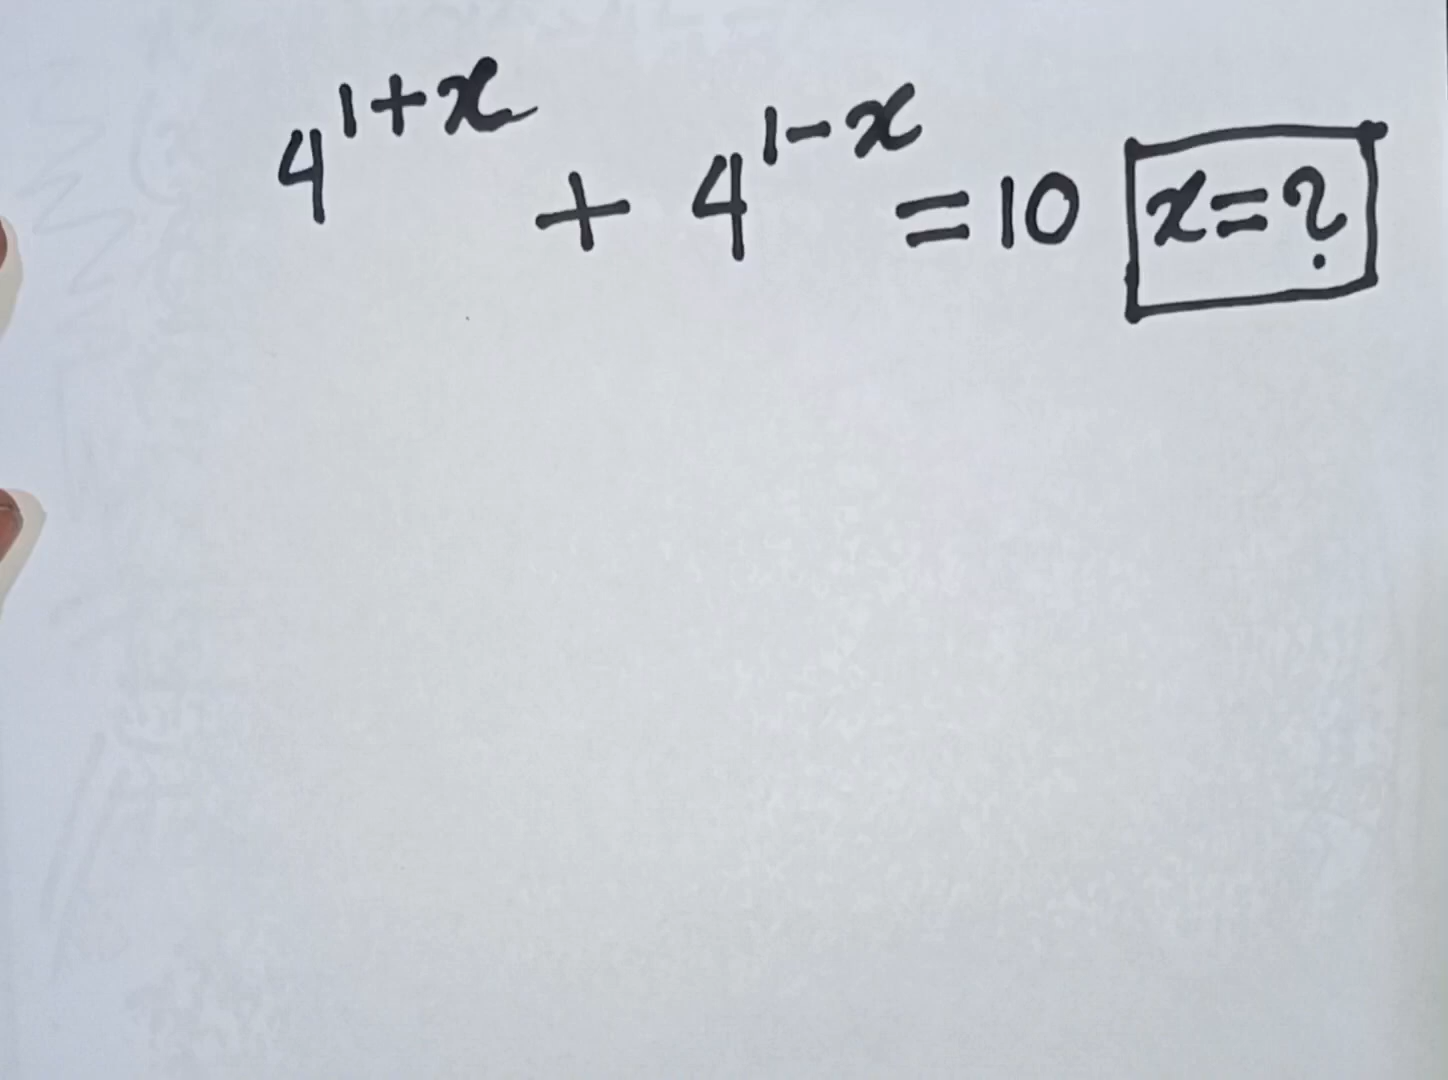 4^{1+x} + 4^{1-x} = 10 x=?